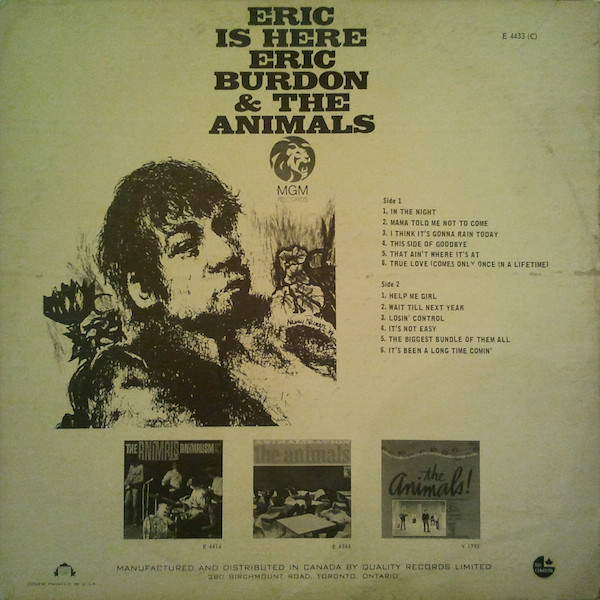 ERIC
IS HERE
ERIC
BURDON
& THE
ANIMALS
E 4433 (C)
MGM
RECORDS
Side 1
1. IN THE NIGHT
2. MAMA TOLD ME NOT TO COME
3. I THINK IT'S GONNA RAIN TODAY
4. THIS SIDE OF GOODBYE
5. THAT AIN'T WHERE IT'S AT
6. TRUE LOVE (COMES ONLY ONCE IN A LIFETIME)
Side 2
1. HELP ME GIRL
2. WAIT TILL NEXT YEAR
3. LOSIN' CONTROL
4. IT'S NOT EASY
5. THE BIGGEST BUNDLE OF THEM ALL
6. IT'S BEEN A LONG TIME COMIN'
THE ANIMALS ANIMALISM
the animals
the
Animals!
E 4414
E 4384
MANUFACTURED AND DISTRIBUTED IN CANADA BY QUALITY RECORDS LIMITED
380 BIRCHMOUNT ROAD, TORONTO, ONTARIO
COVER PRINTED IN U.S.A.